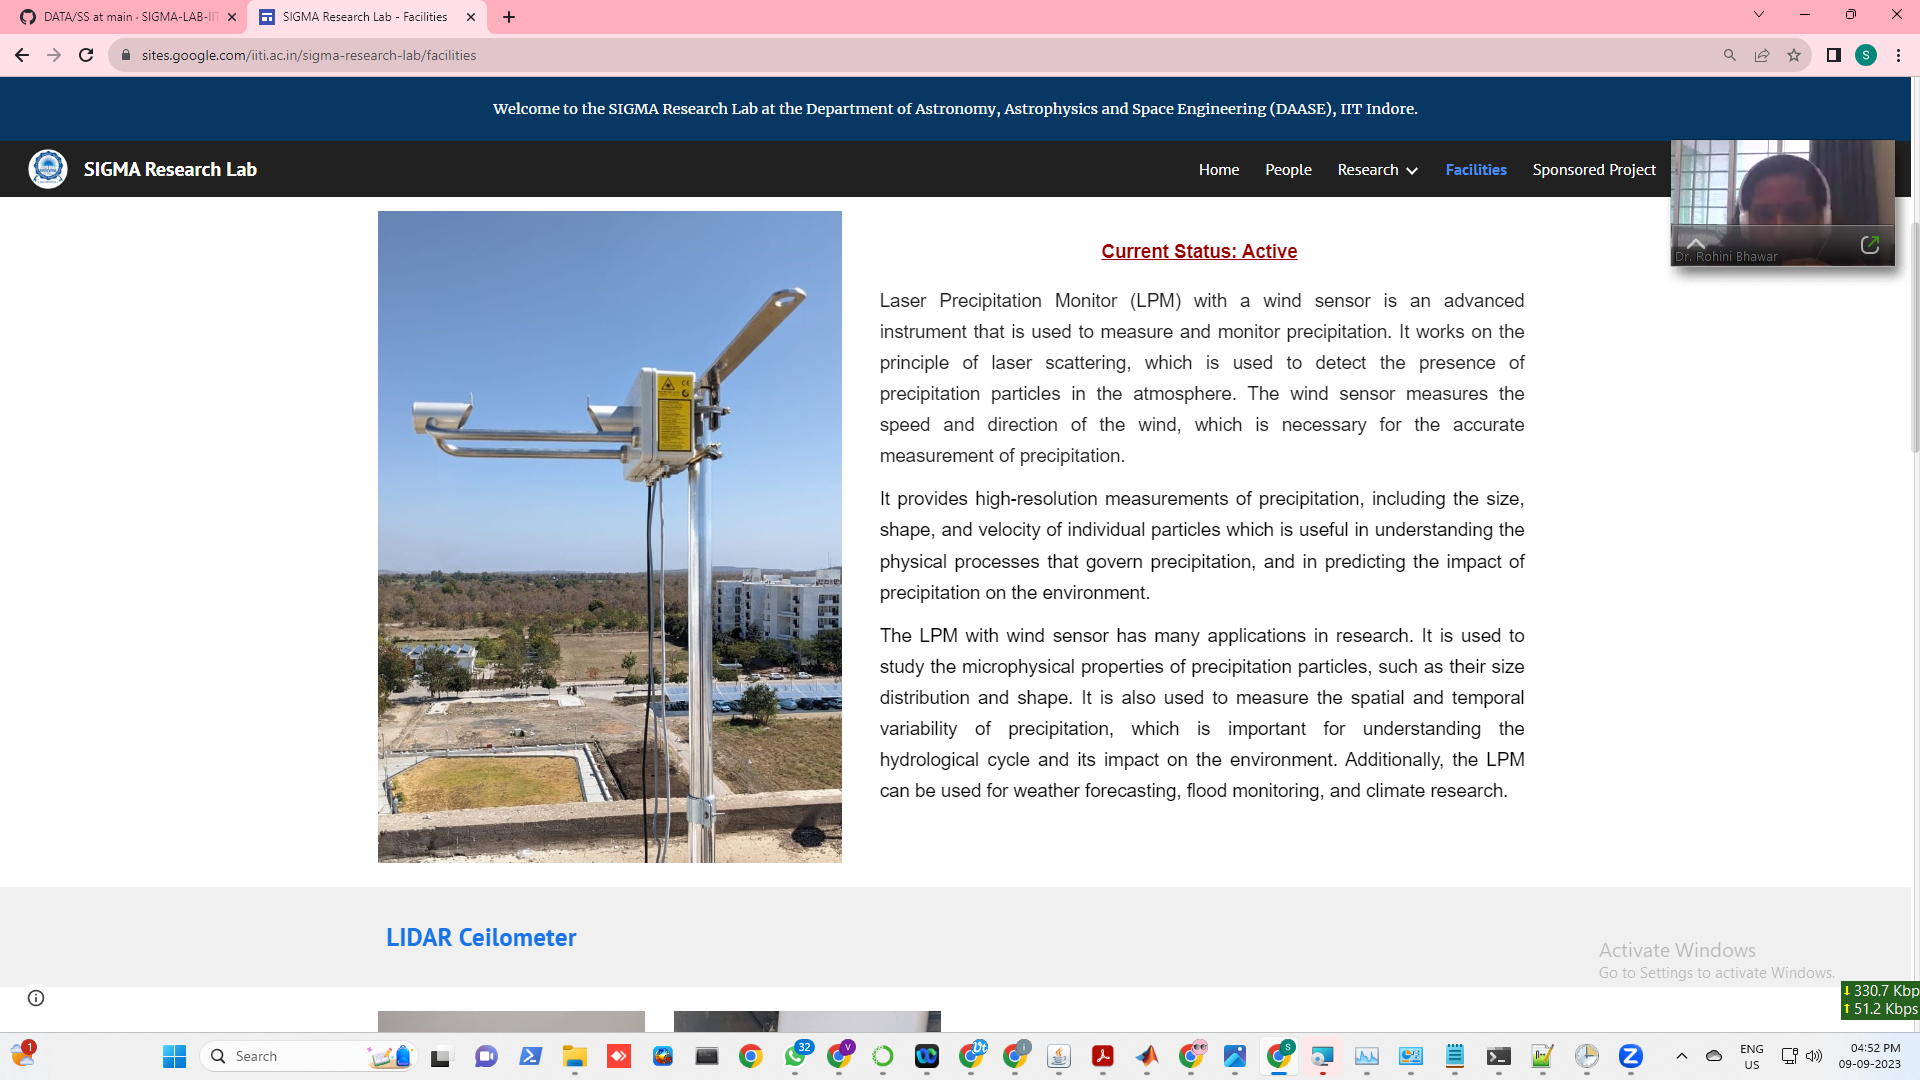 DATA/SS at main · SIGMA-LAB-IIT
SIGMA Research Lab - Facilities
sites.google.com/iiti.ac.in/sigma-research-lab/facilities
S
Welcome to the SIGMA Research Lab at the Department of Astronomy, Astrophysics and Space Engineering (DAASE), IIT Indore.
SIGMA Research Lab
Home
People
Research
Facilities
Sponsored Project
Dr. Rohini Bhawar
Current Status: Active
Laser Precipitation Monitor (LPM) with a wind sensor is an advanced
instrument that is used to measure and monitor precipitation. It works on the
principle of laser scattering, which is used to detect the presence of
precipitation particles in the atmosphere. The wind sensor measures the
speed and direction of the wind, which is necessary for the accurate
measurement of precipitation.
It provides high-resolution measurements of precipitation, including the size,
shape, and velocity of individual particles which is useful in understanding the
physical processes that govern precipitation, and in predicting the impact of
precipitation on the environment.
The LPM with wind sensor has many applications in research. It is used to
study the microphysical properties of precipitation particles, such as their size
distribution and shape. It is also used to measure the spatial and temporal
variability of precipitation, which is important for understanding the
hydrological cycle and its impact on the environment. Additionally, the LPM
can be used for weather forecasting, flood monitoring, and climate research.
LIDAR Ceilometer
Activate Windows
Go to Settings to activate Windows.
330.7 Kbp
51.2 Kbps
1
Search
32
V
S
ENG
US
04:52 PM
09-09-2023